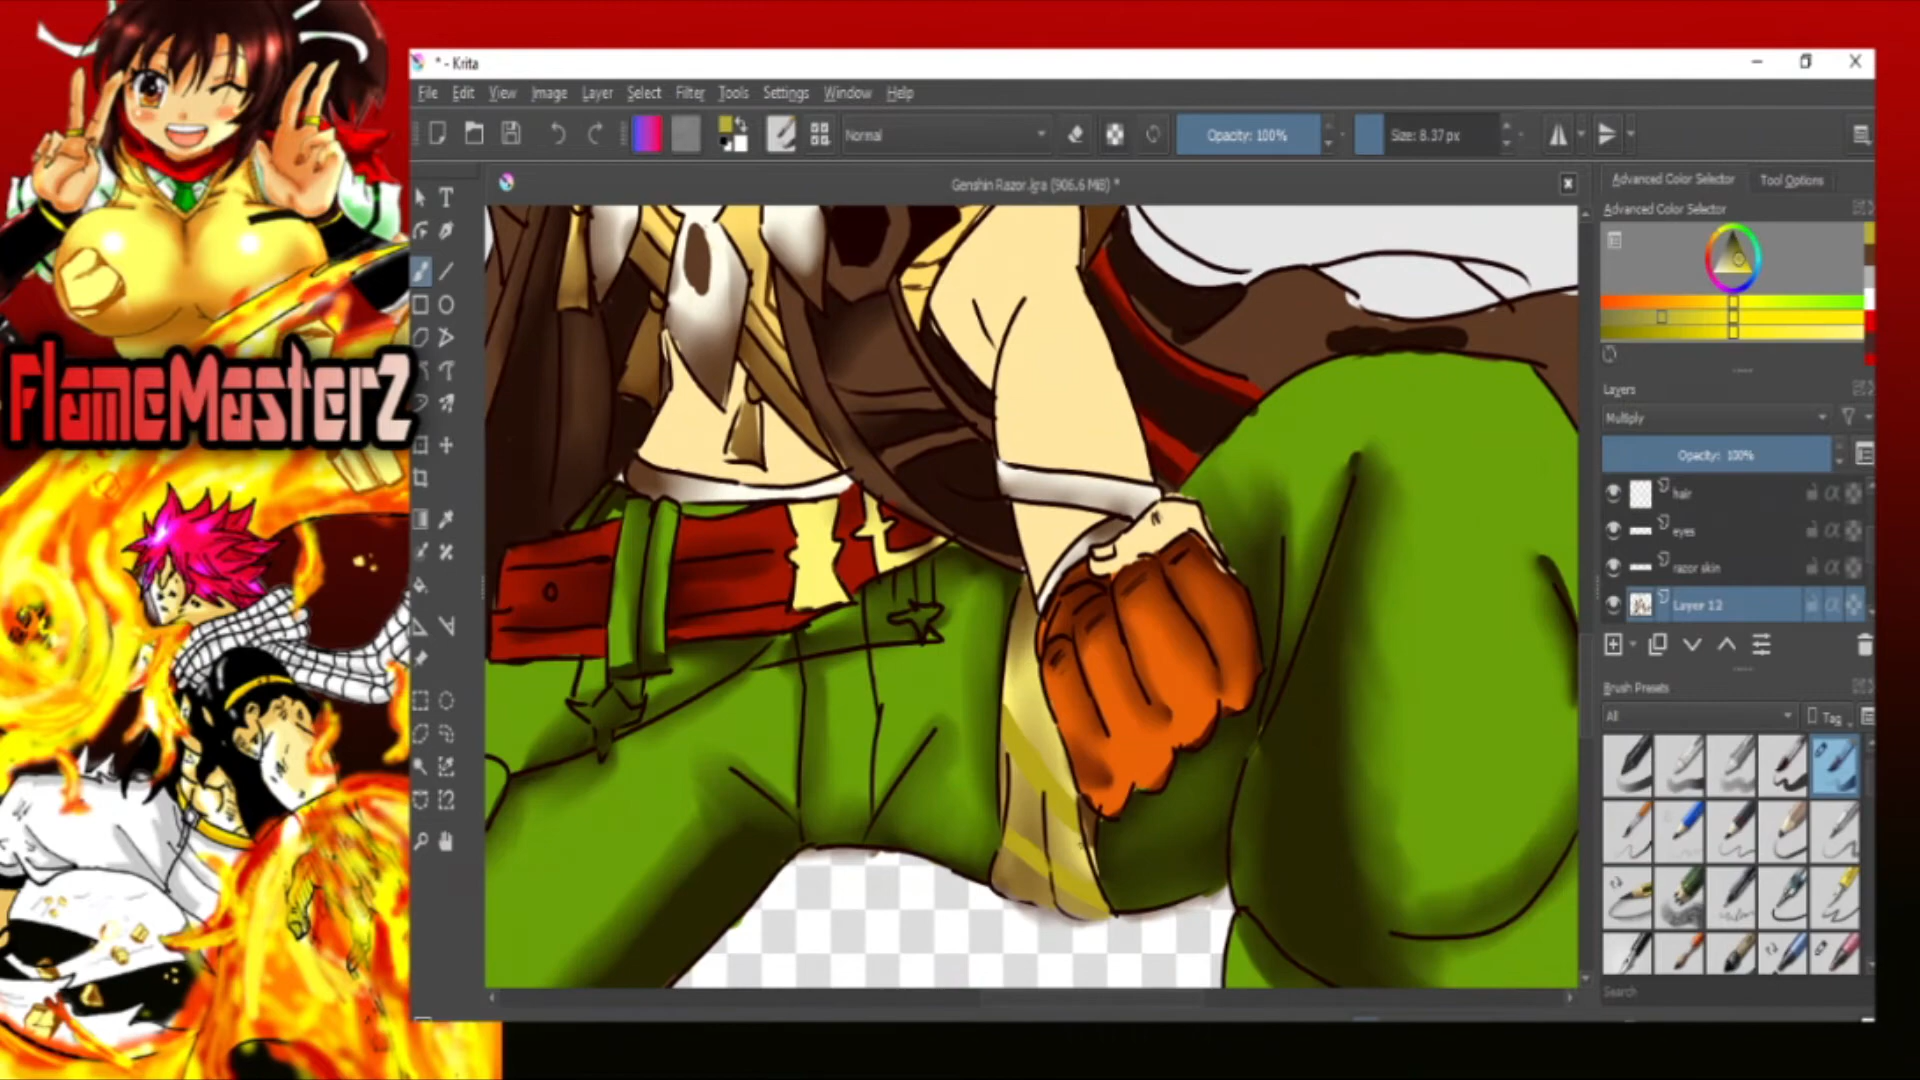 * - Krita
File Edit View Image Layer Select Filter Tools Settings Window Help
Normal
Opacity: 100%
Size: 8.37 px
Genshin Razor.kra (906.6 MiB) *
Advanced Color Selector
Tool Options
Advanced Color Selector
Layers
Multiply
Opacity: 100%
hair
eyes
razor skin
Layer 12
Brush Presets
All
Tag
Search
FlameMasterZ